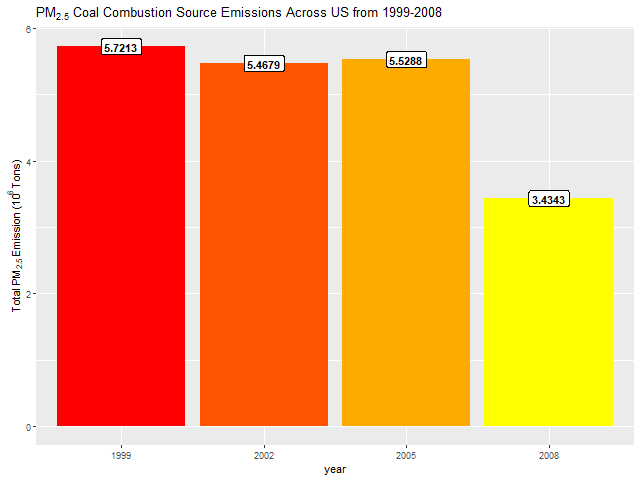 PM2.5 Coal Combustion Source Emissions Across US from 1999-2008
Total PM2.5 Emission (10^6 Tons)
6
4
2
0
5.7213
5.4679
5.5288
3.4343
1999 2002 2005 2008
year